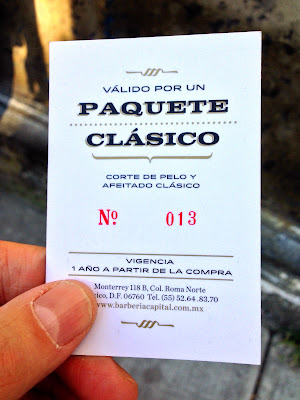 VÁLIDO POR UN
PAQUETE
CLÁSICO
CORTE DE PELO Y
AFEITADO CLÁSICO
Nº 013
VIGENCIA
1 AÑO A PARTIR DE LA COMPRA
Monterrey 118 B, Col. Roma Norte
D.F. 06760 Tel. (55) 52.64.83.70
www.barberiacapital.com.mx